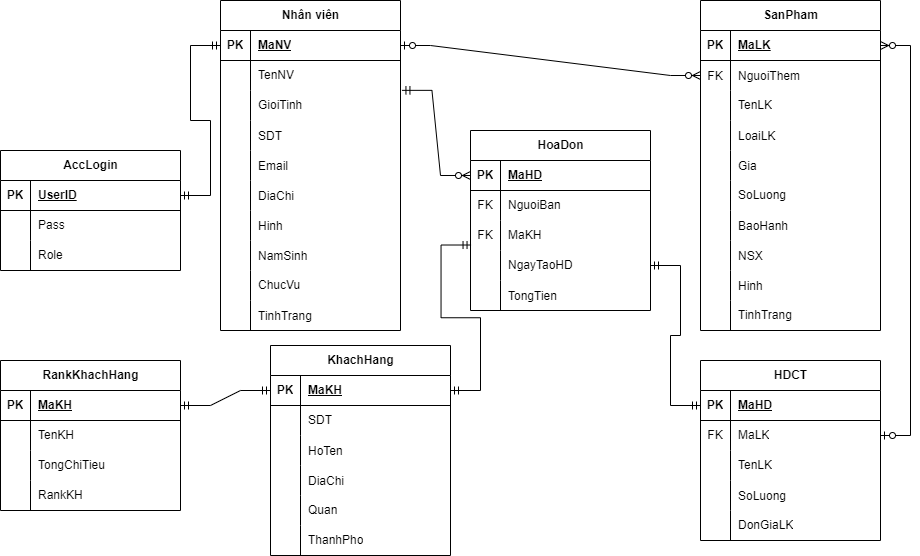 Nhân viên
PK MaNV
TenNV
GioiTinh
SDT
Email
DiaChi
Hinh
NamSinh
ChucVu
TinhTrang
SanPham
PK MaLK
FK NguoiThem
TenLK
LoaiLK
Gia
SoLuong
BaoHanh
NSX
Hinh
TinhTrang
HoaDon
PK MaHD
FK NguoiBan
FK MaKH
NgayTaoHD
TongTien
AccLogin
PK UserID
Pass
Role
RankKhachHang
PK MaKH
TenKH
TongChiTieu
RankKH
KhachHang
PK MaKH
SDT
HoTen
DiaChi
Quan
ThanhPho
HDCT
PK MaHD
FK MaLK
TenLK
SoLuong
DonGiaLK